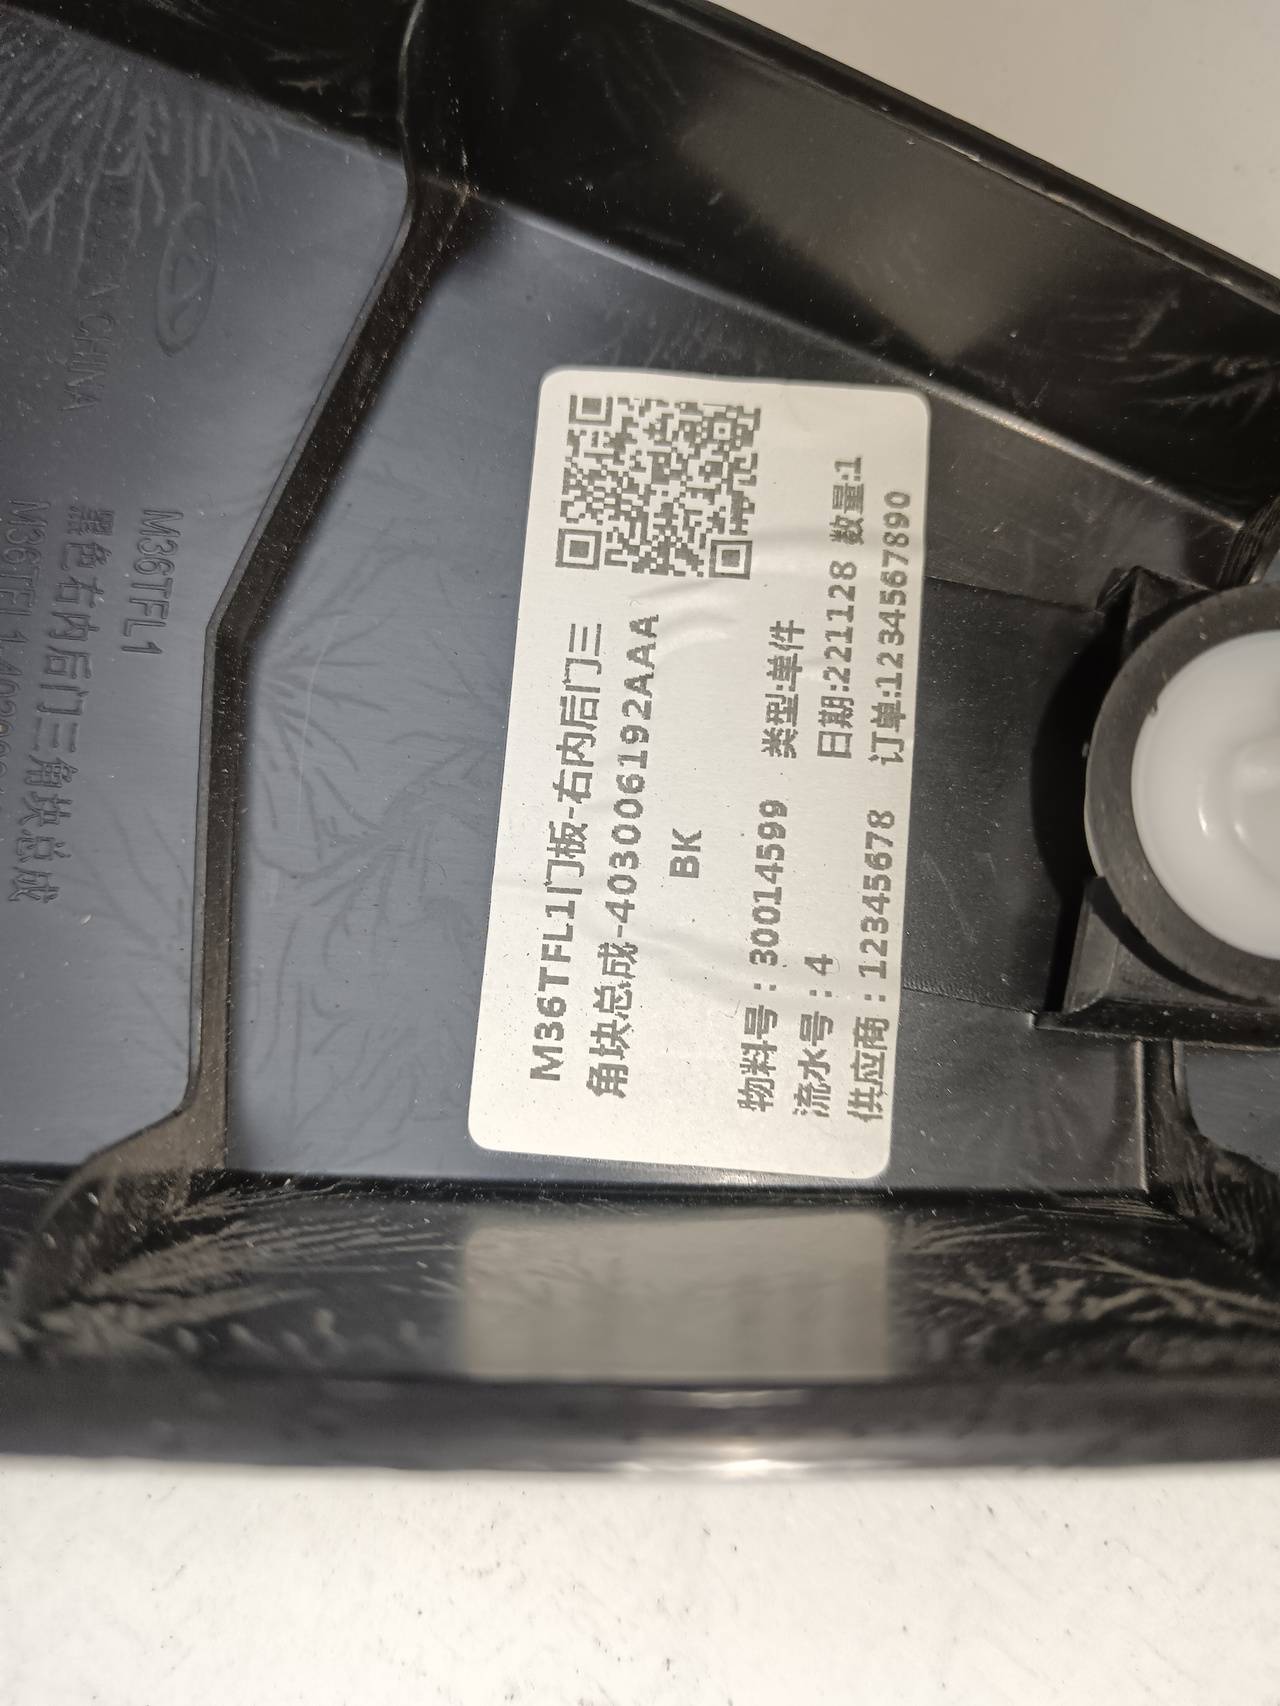 MADE IN CHINA
M36TFL1
黑色右内后门三角块总成
M36TFL1门板-右内后门三
角块总成-403006192AAA
BK
物料号：30014599 类型:单件
流水号：4 日期:221128 数量:1
供应商：12345678 订单:1234567890